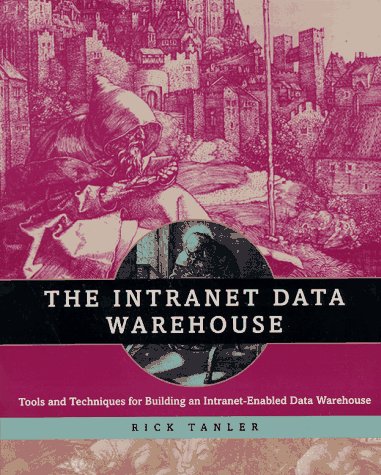 THE INTRANET DATA
WAREHOUSE
Tools and Techniques for Building an Intranet-Enabled Data Warehouse
RICK TANLER